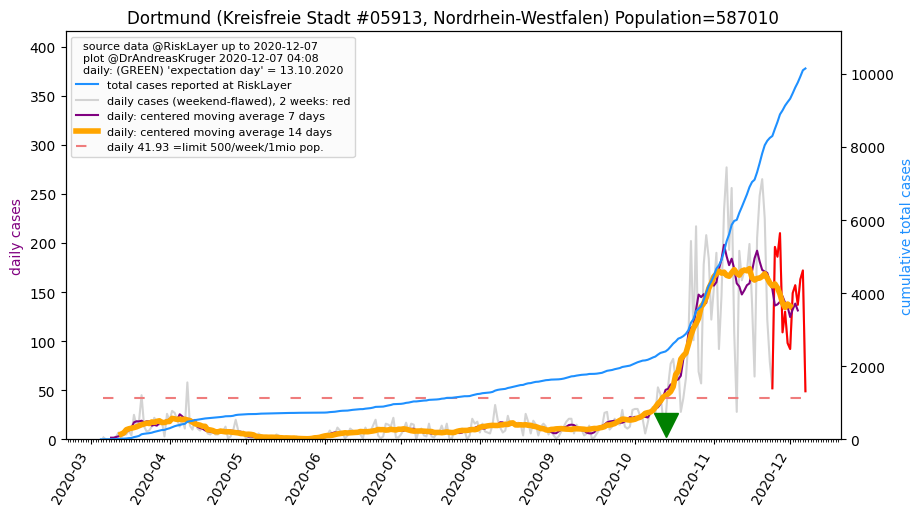 Dortmund (Kreisfreie Stadt #05913, Nordrhein-Westfalen) Population=587010
source data @RiskLayer up to 2020-12-07
plot @DrAndreasKruger 2020-12-07 04:08
daily: (GREEN) 'expectation day' = 13.10.2020
total cases reported at RiskLayer
daily cases (weekend-flawed), 2 weeks: red
daily: centered moving average 7 days
daily: centered moving average 14 days
daily 41.93 =limit 500/week/1mio pop.
daily cases
400
350
300
250
200
150
100
50
0
cumulative total cases
10000
8000
6000
4000
2000
0
2020-03
2020-04
2020-05
2020-06
2020-07
2020-08
2020-09
2020-10
2020-11
2020-12